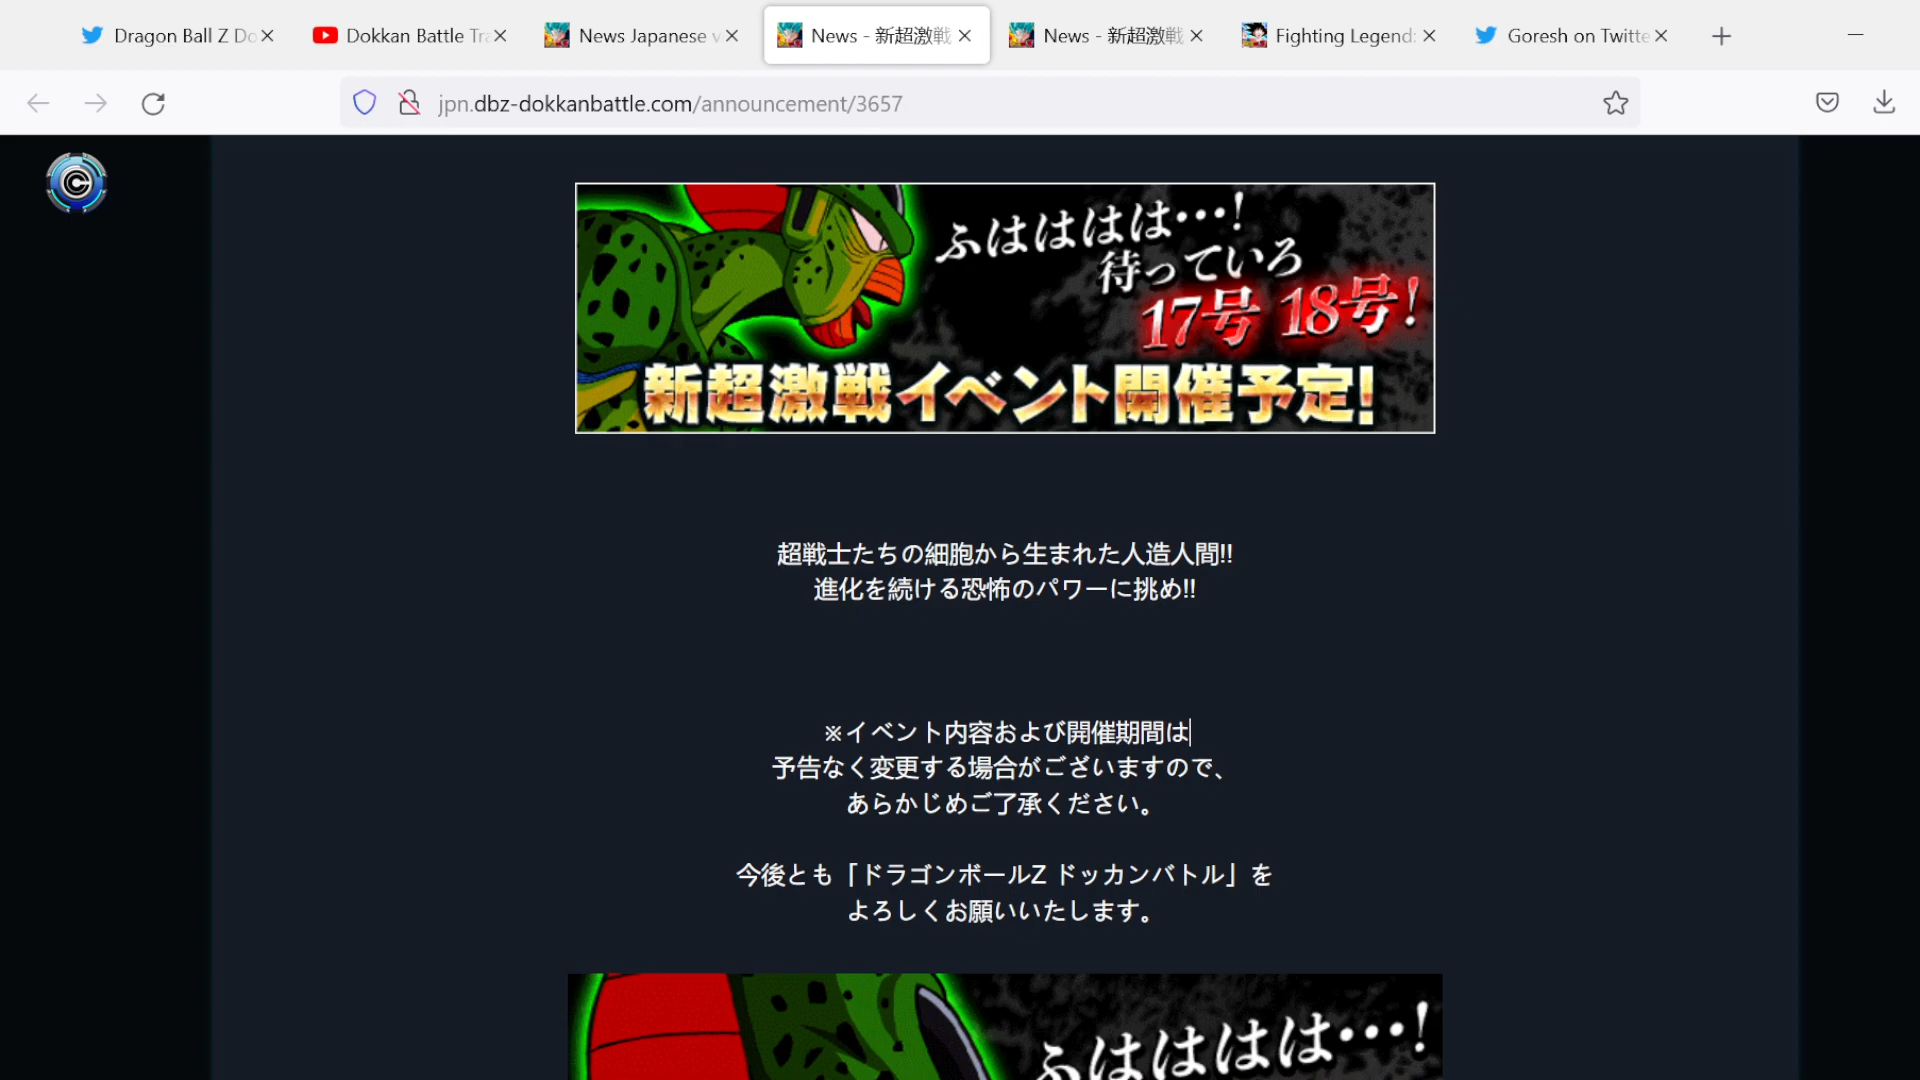 Dragon Ball Z Do
Dokkan Battle Tra
News Japanese v
News - 新超激戦
News - 新超激戦
Fighting Legend:
Goresh on Twitte
jpn.dbz-dokkanbattle.com/announcement/3657
ふはははは…!
待っていろ
17号 18号!
新超激戦イベント開催予定!
超戦士たちの細胞から生まれた人造人間!!
進化を続ける恐怖のパワーに挑め!!
※イベント内容および開催期間は
予告なく変更する場合がございますので、
あらかじめご了承ください。
今後とも「ドラゴンボールZ ドッカンバトル」を
よろしくお願いいたします。
ふはははは…!